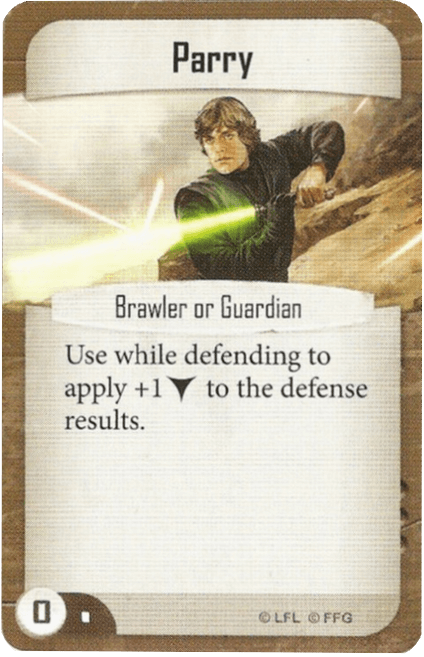 Parry
Brawler or Guardian
Use while defending to
apply +1 to the defense
results.
0
©LFL ©FFG